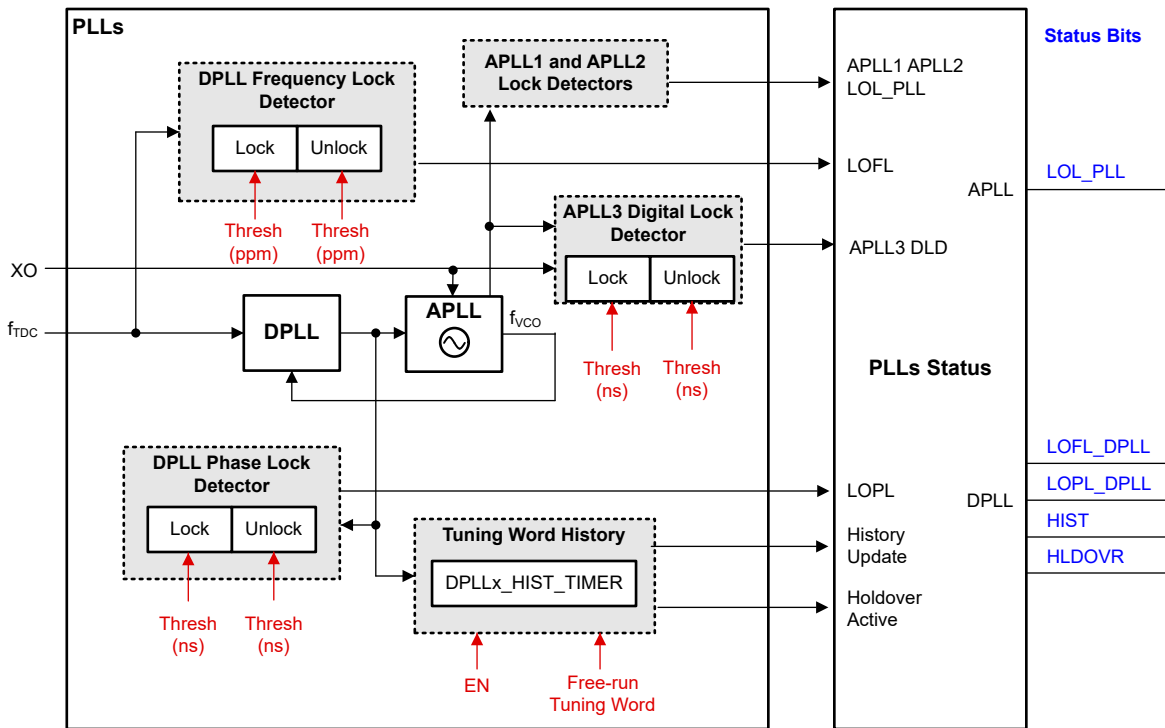 PLLs
DPLL Frequency Lock
Detector
Lock
Unlock
Thresh
(ppm)
Thresh
(ppm)
APLL1 and APLL2
Lock Detectors
APLL3 Digital Lock
Detector
Lock
Unlock
Thresh
(ns)
Thresh
(ns)
XO
fTDC
DPLL
APLL
fVCO
DPLL Phase Lock
Detector
Lock
Unlock
Thresh
(ns)
Thresh
(ns)
Tuning Word History
DPLLx_HIST_TIMER
EN
Free-run
Tuning Word
APLL1 APLL2
LOL_PLL
LOFL
APLL
APLL3 DLD
PLLs Status
LOPL
DPLL
History
Update
Holdover
Active
Status Bits
LOL_PLL
LOFL_DPLL
LOPL_DPLL
HIST
HLDOVR